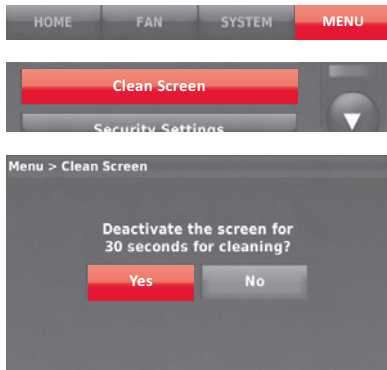 HOME FAN SYSTEM MENU
Clean Screen
Security Settings
Menu > Clean Screen
Deactivate the screen for
30 seconds for cleaning?
Yes No